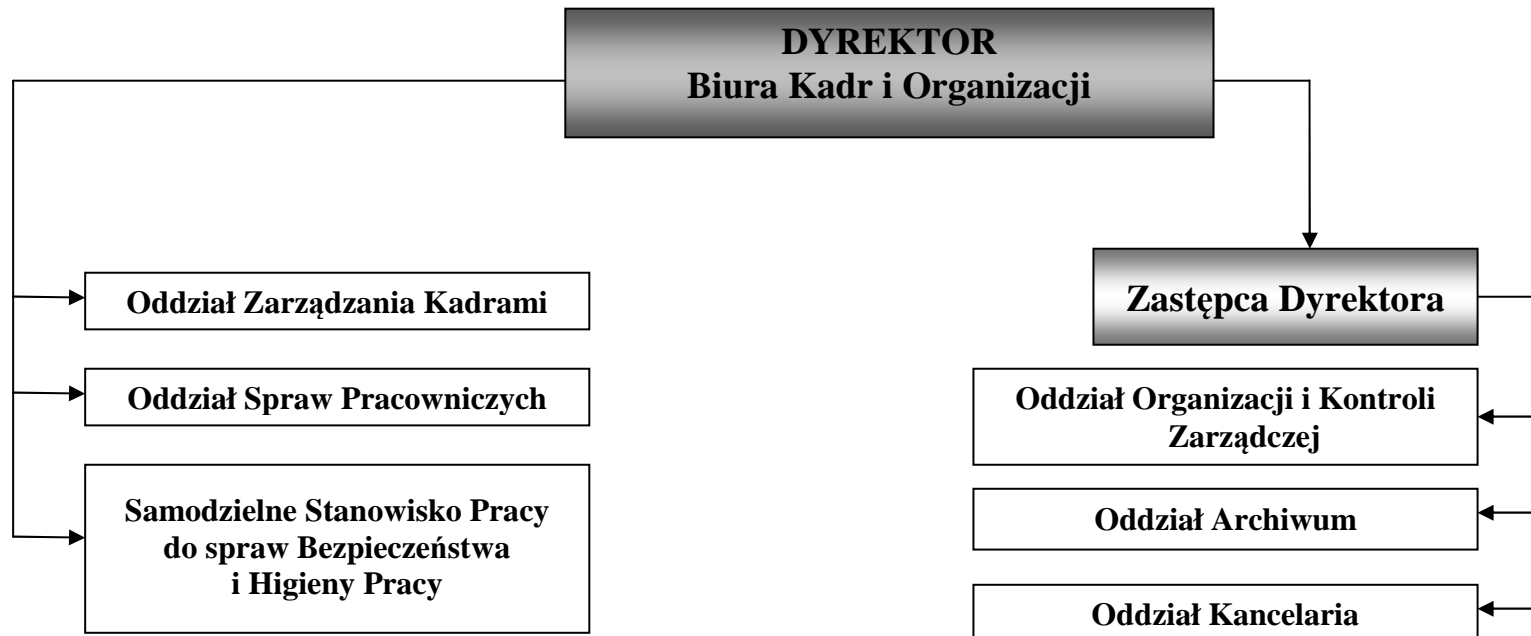 DYREKTOR
Biura Kadr i Organizacji
Zastępca Dyrektora
Oddział Zarządzania Kadrami
Oddział Spraw Pracowniczych
Samodzielne Stanowisko Pracy
do spraw Bezpieczeństwa
i Higieny Pracy
Oddział Organizacji i Kontroli
Zarządczej
Oddział Archiwum
Oddział Kancelaria